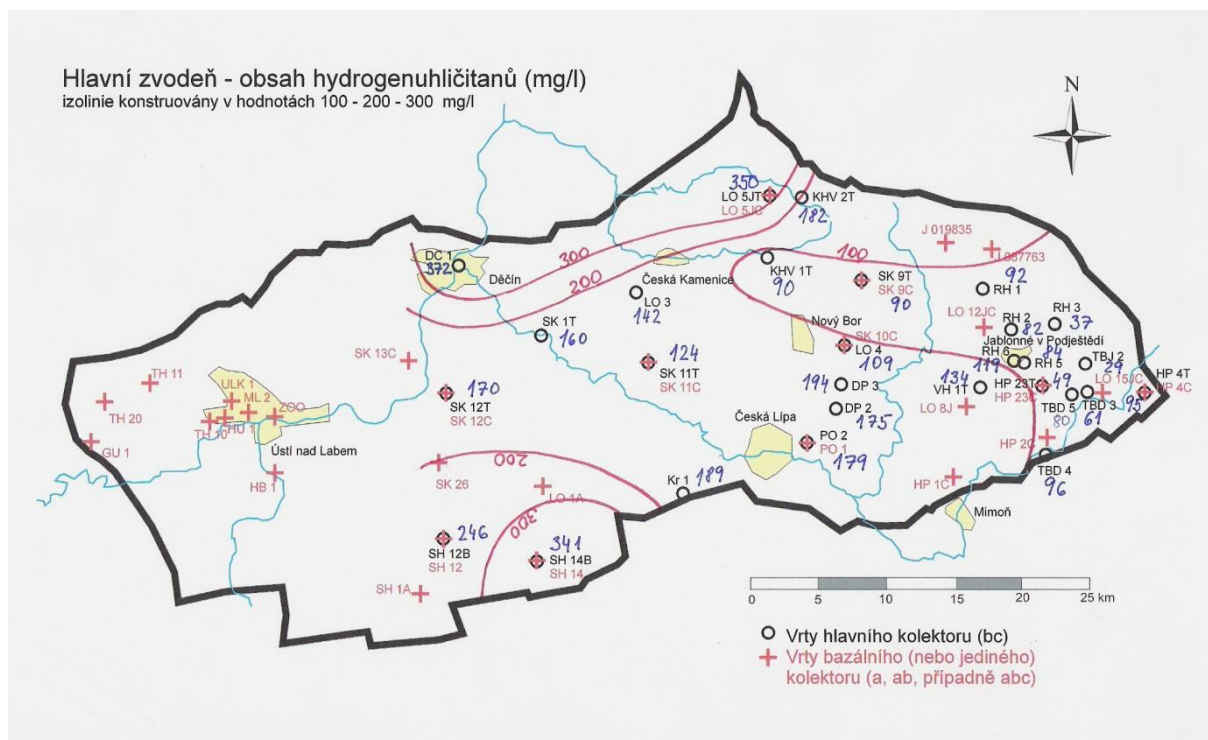 Hlavní zvodeň - obsah hydrogenuhličitanů (mg/l)
izolinie konstruovány v hodnotách 100 - 200 - 300 mg/l
N
350
LO 5JT
LO 5JC
KHV 2T
182
J 019835
J 087763
DC 1
372
Děčín
300
200
Česká Kamenice
KHV 1T
90
100
SK 9T
SK 9C
90
92
RH 1
LO 3
142
SK 1T
160
Nový Bor
SK 10C
LO 4
109
LO 12JC
RH 2
82
RH 3
37
Jablonné v Podještědí
RH 6
119
84
RH 5
TBJ 2
29
SK 13C
124
SK 11T
SK 11C
194
DP 3
134
VH 1T
LO 8J
HP 23T
HP 23C
49
LO 15JC
HP 4T
HP 4C
95
TH 11
TH 20
ULK 1
ML 2
ZOO
TH 10
HU 1
GU 1
Ústí nad Labem
HB 1
170
SK 12T
SK 12C
Česká Lípa
DP 2
175
PO 2
PO 1
179
TBD 5
80
TBD 3
61
HP 2C
TBD 4
96
HP 1C
Mimoň
200
SK 26
LO 1A
Kr 1
189
300
246
SH 12B
SH 12
341
SH 14B
SH 14
SH 1A
0 5 10 15 20 25 km
Vrty hlavního kolektoru (bc)
Vrty bazálního (nebo jediného)
kolektoru (a, ab, případně abc)